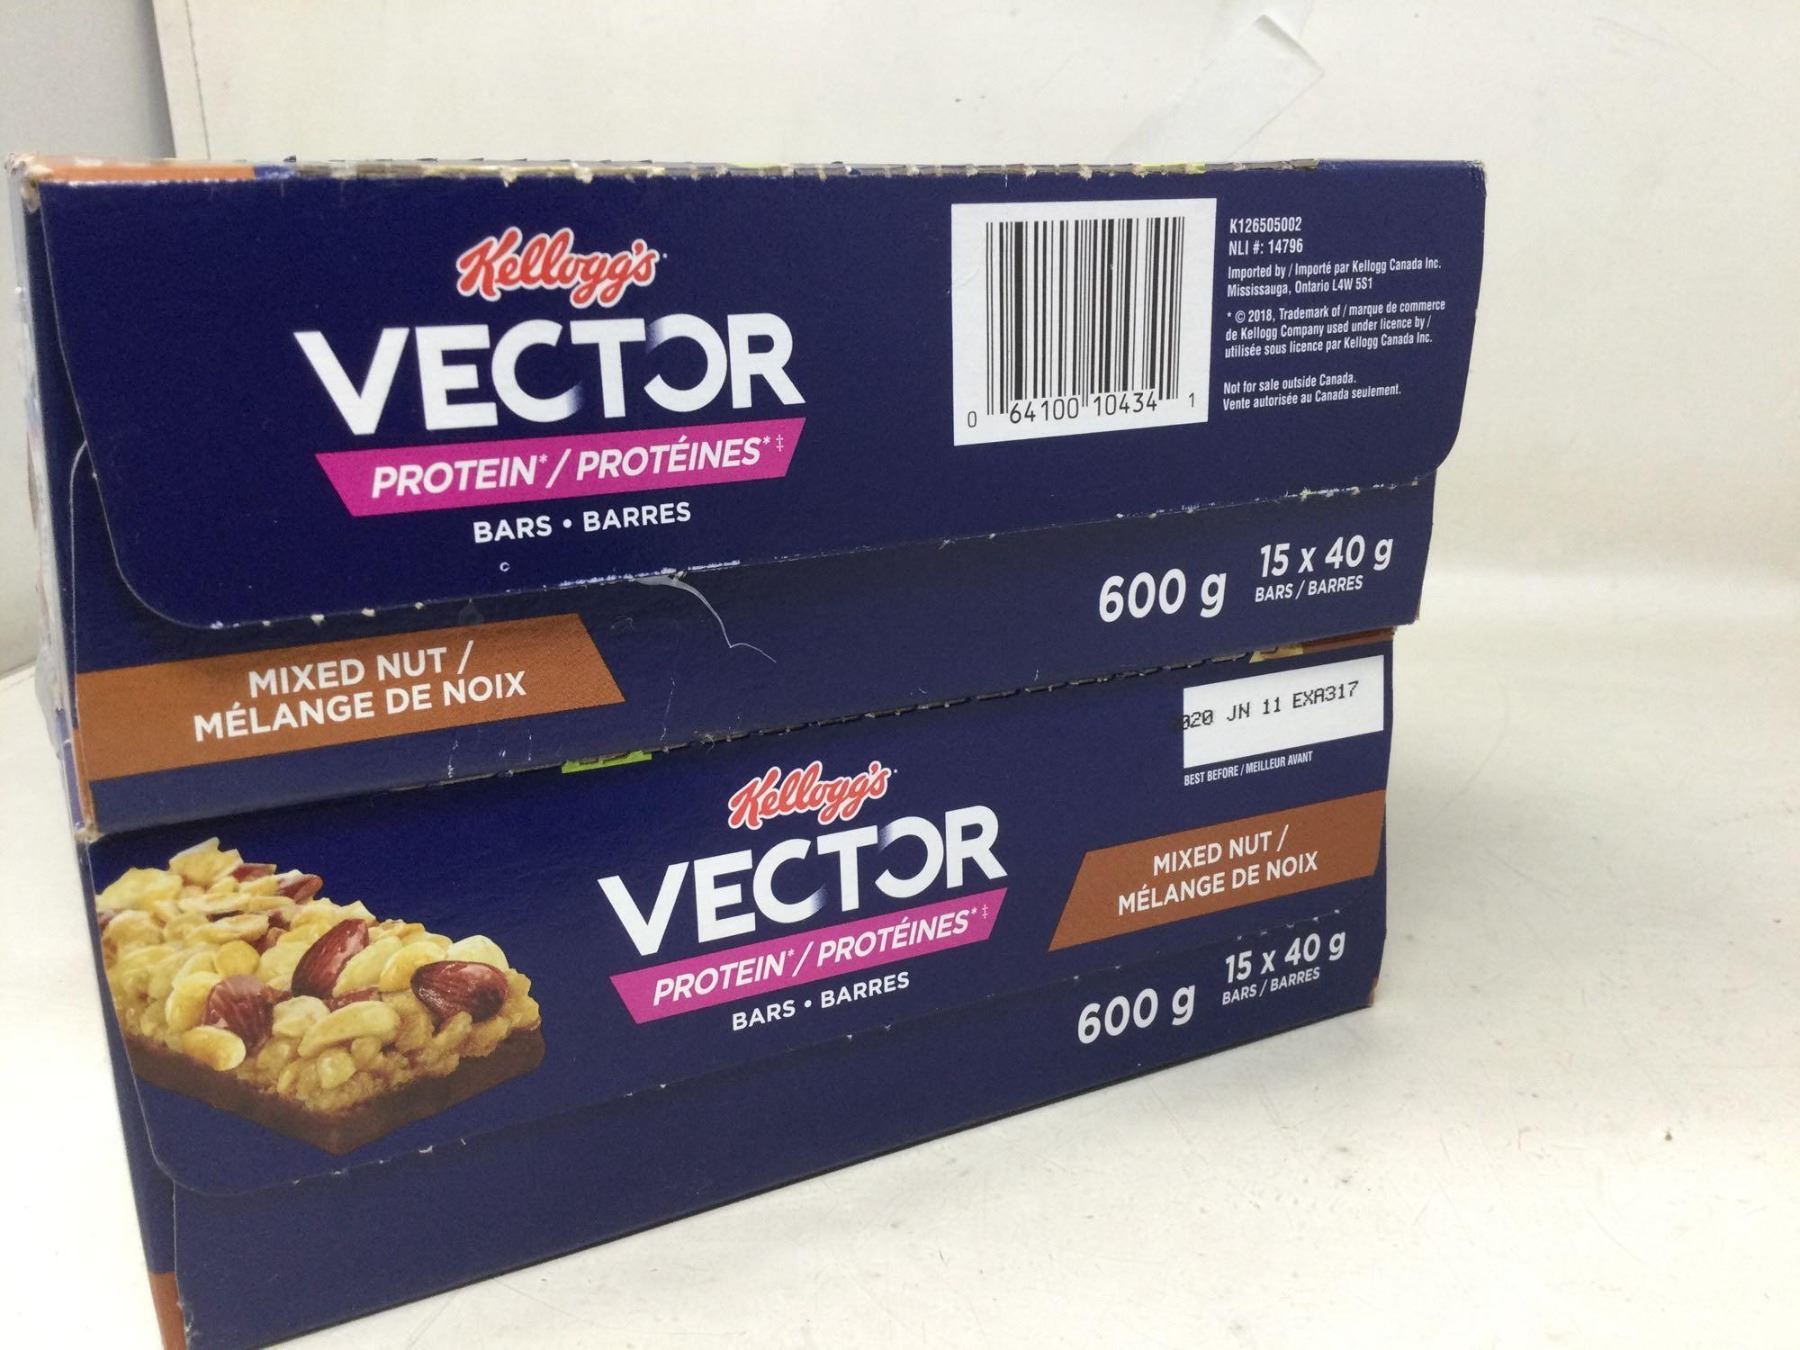 Kellogg's
VECTOR
PROTEIN* / PROTÉINES*‡
BARS • BARRES
C
0 64100 10434 1
K126505002
NLI #: 14796
Imported by / Importé par Kellogg Canada Inc.
Mississauga, Ontario L4W 5S1
* © 2018, Trademark of / marque de commerce
de Kellogg Company used under licence by /
utilisée sous licence par Kellogg Canada Inc.
Not for sale outside Canada.
Vente autorisée au Canada seulement.
600 g
15 x 40 g
BARS / BARRES
MIXED NUT /
MÉLANGE DE NOIX
Kellogg's
VECTOR
PROTEIN* / PROTÉINES*‡
BARS • BARRES
020 JN 11 EXA317
BEST BEFORE / MEILLEUR AVANT
MIXED NUT /
MÉLANGE DE NOIX
600 g
15 x 40 g
BARS / BARRES